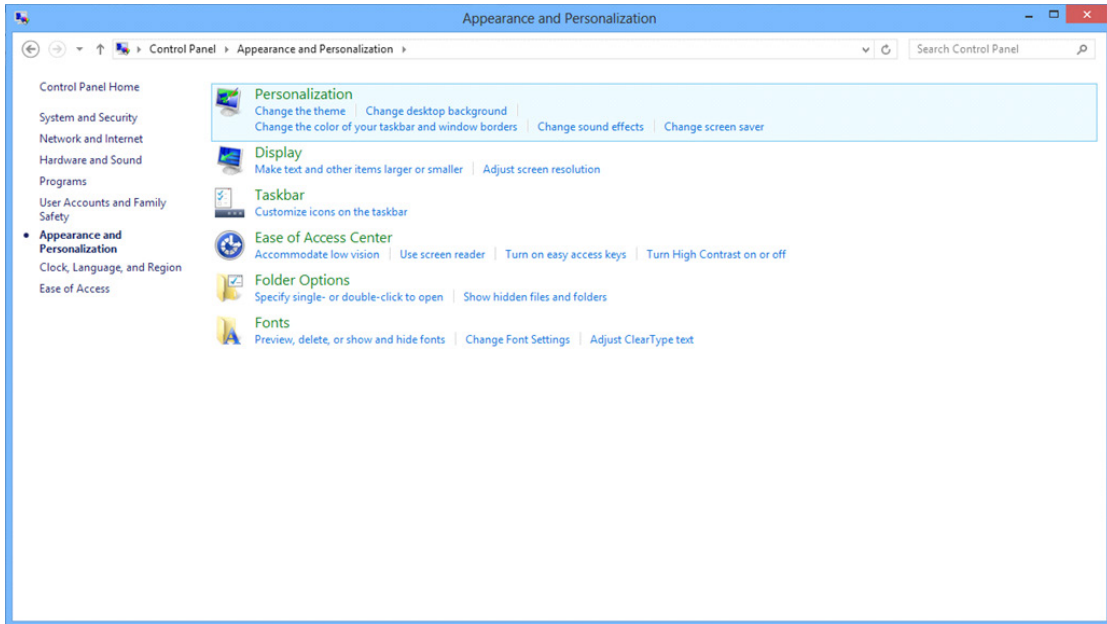 Appearance and Personalization
Control Panel Appearance and Personalization
Search Control Panel
Control Panel Home
System and Security
Network and Internet
Hardware and Sound
Programs
User Accounts and Family
Safety
Appearance and
Personalization
Clock, Language, and Region
Ease of Access
Personalization
Change the theme Change desktop background
Change the color of your taskbar and window borders Change sound effects Change screen saver
Display
Make text and other items larger or smaller Adjust screen resolution
Taskbar
Customize icons on the taskbar
Ease of Access Center
Accommodate low vision Use screen reader Turn on easy access keys Turn High Contrast on or off
Folder Options
Specify single- or double-click to open Show hidden files and folders
Fonts
Preview, delete, or show and hide fonts Change Font Settings Adjust ClearType text